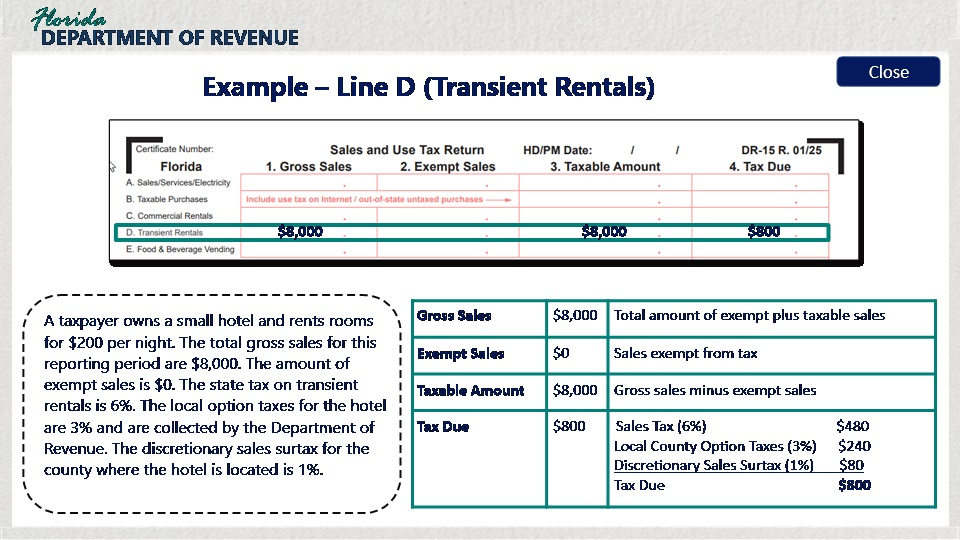 Florida
DEPARTMENT OF REVENUE
Close
Example – Line D (Transient Rentals)
Certificate Number: Sales and Use Tax Return HD/PM Date: / / DR-15 R. 01/25
Florida 1. Gross Sales 2. Exempt Sales 3. Taxable Amount 4. Tax Due
A. Sales/Services/Electricity . . . .
B. Taxable Purchases Include use tax on Internet / out-of-state untaxed purchases . .
C. Commercial Rentals . . . .
D. Transient Rentals $8,000 . . $8,000 . $800 .
E. Food & Beverage Vending . . . .
A taxpayer owns a small hotel and rents rooms
for $200 per night. The total gross sales for this
reporting period are $8,000. The amount of
exempt sales is $0. The state tax on transient
rentals is 6%. The local option taxes for the hotel
are 3% and are collected by the Department of
Revenue. The discretionary sales surtax for the
county where the hotel is located is 1%.
Gross Sales $8,000 Total amount of exempt plus taxable sales
Exempt Sales $0 Sales exempt from tax
Taxable Amount $8,000 Gross sales minus exempt sales
Tax Due $800 Sales Tax (6%) $480
Local County Option Taxes (3%) $240
Discretionary Sales Surtax (1%) $80
Tax Due $800